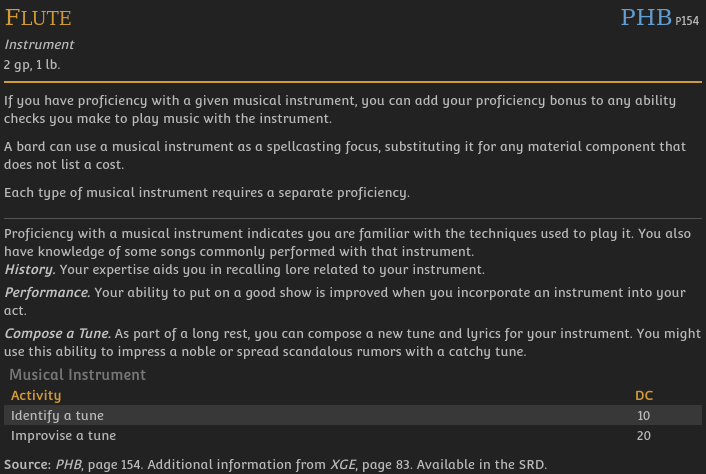 Flute PHB p154
Instrument
2 gp, 1 lb.
If you have proficiency with a given musical instrument, you can add your proficiency bonus to any ability
checks you make to play music with the instrument.
A bard can use a musical instrument as a spellcasting focus, substituting it for any material component that
does not list a cost.
Each type of musical instrument requires a separate proficiency.
Proficiency with a musical instrument indicates you are familiar with the techniques used to play it. You also
have knowledge of some songs commonly performed with that instrument.
History. Your expertise aids you in recalling lore related to your instrument.
Performance. Your ability to put on a good show is improved when you incorporate an instrument into your
act.
Compose a Tune. As part of a long rest, you can compose a new tune and lyrics for your instrument. You might
use this ability to impress a noble or spread scandalous rumors with a catchy tune.
Musical Instrument
Activity DC
Identify a tune 10
Improvise a tune 20
Source: PHB, page 154. Additional information from XGE, page 83. Available in the SRD.